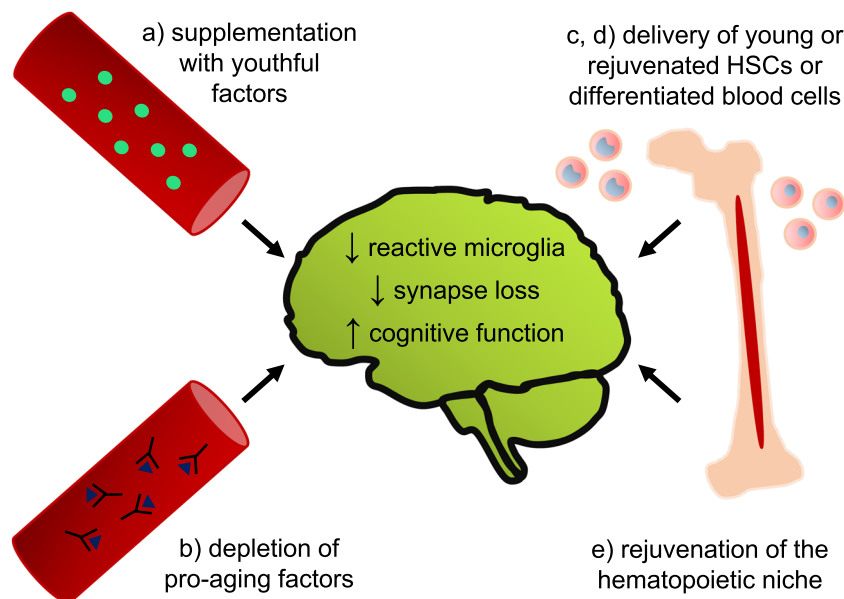 a) supplementation
with youthful
factors
c, d) delivery of young or
rejuvenated HSCs or
differentiated blood cells
↓ reactive microglia
↓ synapse loss
↑ cognitive function
b) depletion of
pro-aging factors
e) rejuvenation of the
hematopoietic niche